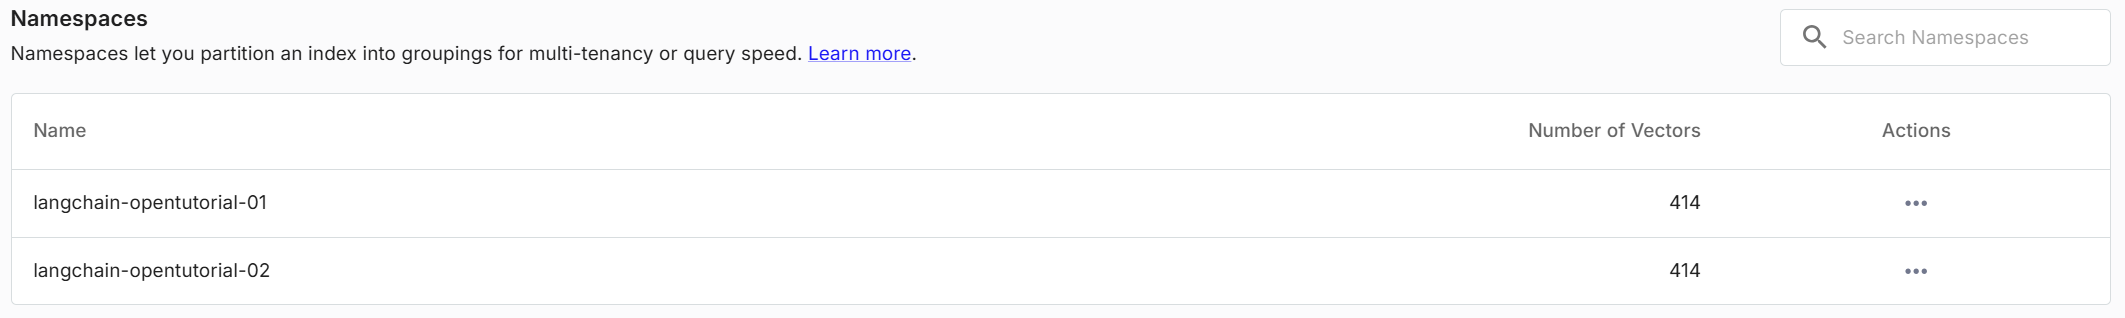 Namespaces
Namespaces let you partition an index into groupings for multi-tenancy or query speed. Learn more.
Search Namespaces
Name Number of Vectors Actions
langchain-opentutorial-01 414
langchain-opentutorial-02 414